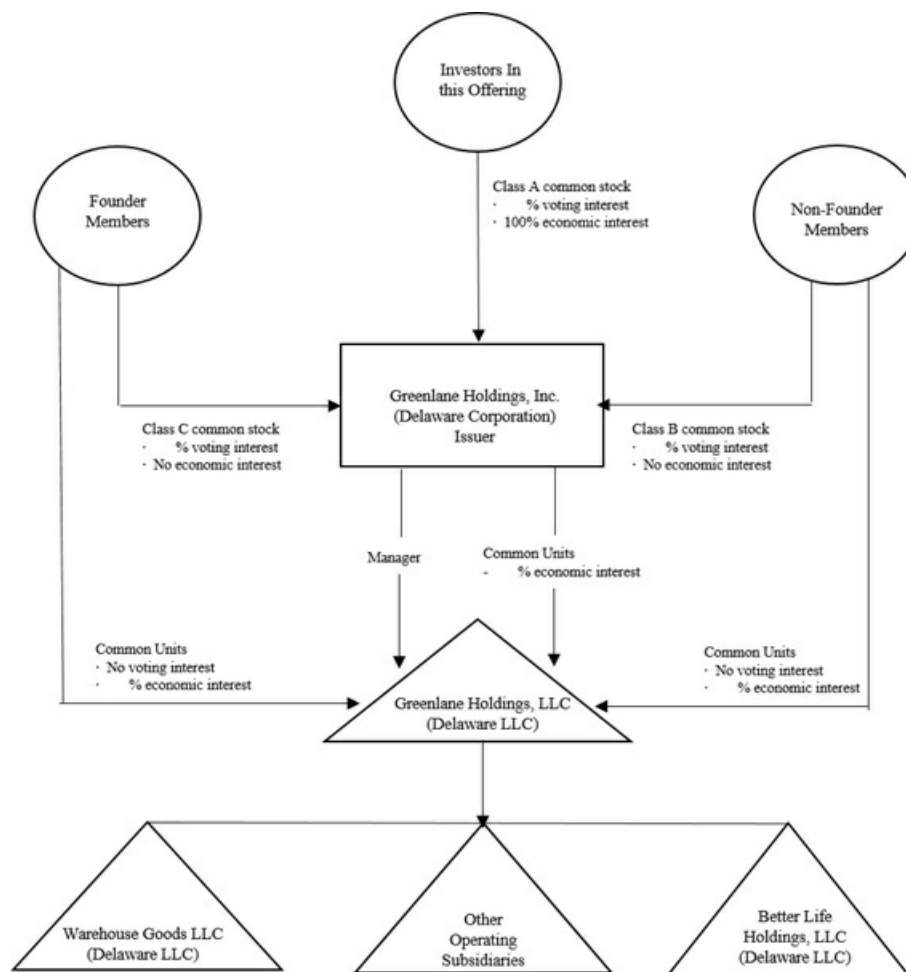 Investors In
this Offering
Founder
Members
Class A common stock
· % voting interest
· 100% economic interest
Non-Founder
Members
Greenlane Holdings, Inc.
(Delaware Corporation)
Issuer
Class C common stock
· % voting interest
· No economic interest
Class B common stock
· % voting interest
· No economic interest
Manager
Common Units
- % economic interest
Common Units
· No voting interest
· % economic interest
Common Units
· No voting interest
· % economic interest
Greenlane Holdings, LLC
(Delaware LLC)
Warehouse Goods LLC
(Delaware LLC)
Other
Operating
Subsidiaries
Better Life
Holdings, LLC
(Delaware LLC)